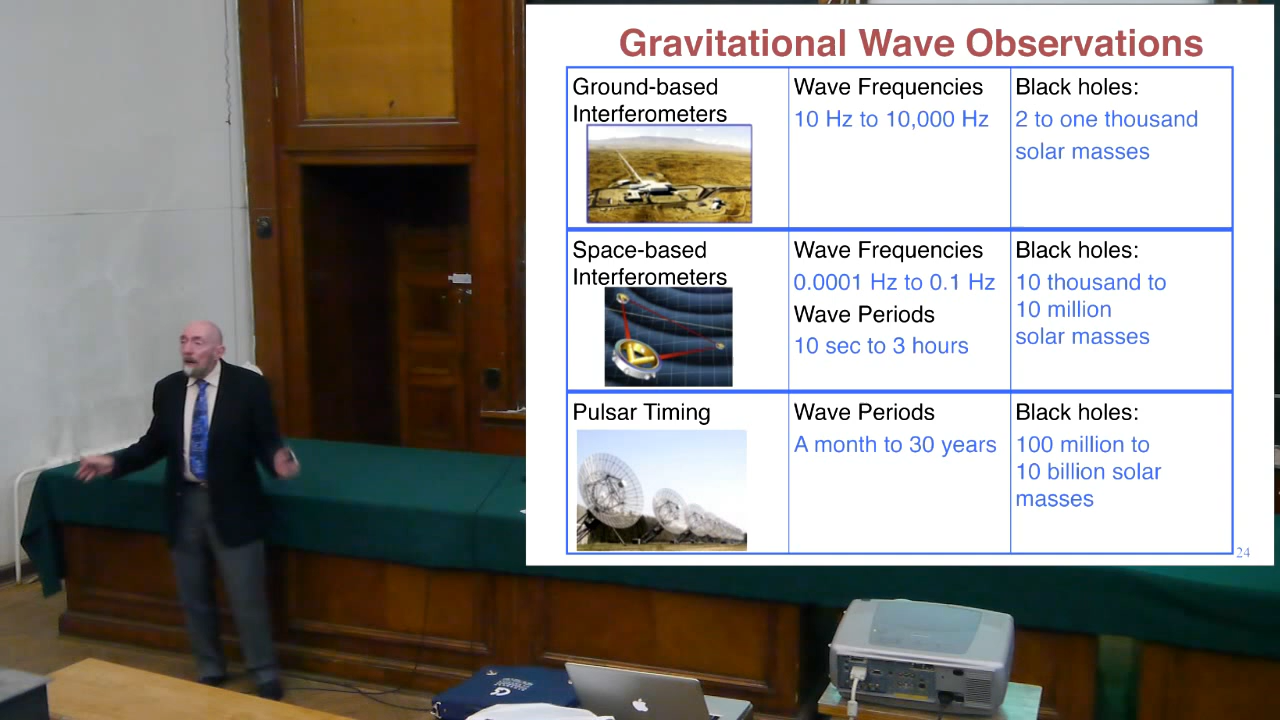 Gravitational Wave Observations
Ground-based
Interferometers
Wave Frequencies
10 Hz to 10,000 Hz
Black holes:
2 to one thousand
solar masses
Space-based
Interferometers
Wave Frequencies
0.0001 Hz to 0.1 Hz
Wave Periods
10 sec to 3 hours
Black holes:
10 thousand to
10 million
solar masses
Pulsar Timing
Wave Periods
A month to 30 years
Black holes:
100 million to
10 billion solar
masses
24